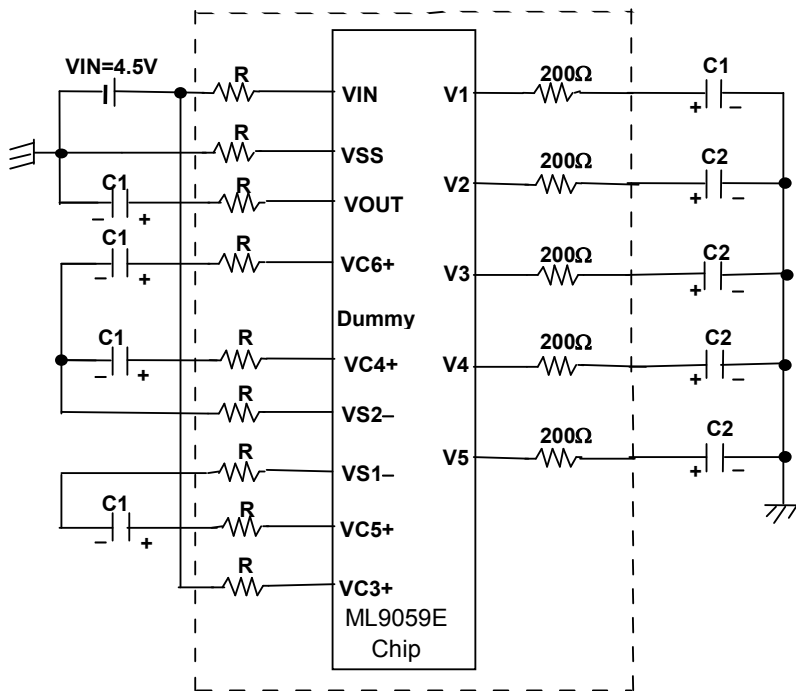 VIN=4.5V
R
VIN
V1
200Ω
C1
+ −
R
VSS
C1
− +
R
VOUT
V2
200Ω
C2
+ −
C1
− +
R
VC6+
V3
200Ω
C2
+ −
Dummy
C1
− +
R
VC4+
V4
200Ω
C2
+ −
R
VS2−
R
VS1−
V5
200Ω
C2
+ −
C1
− +
R
VC5+
R
VC3+
ML9059E
Chip